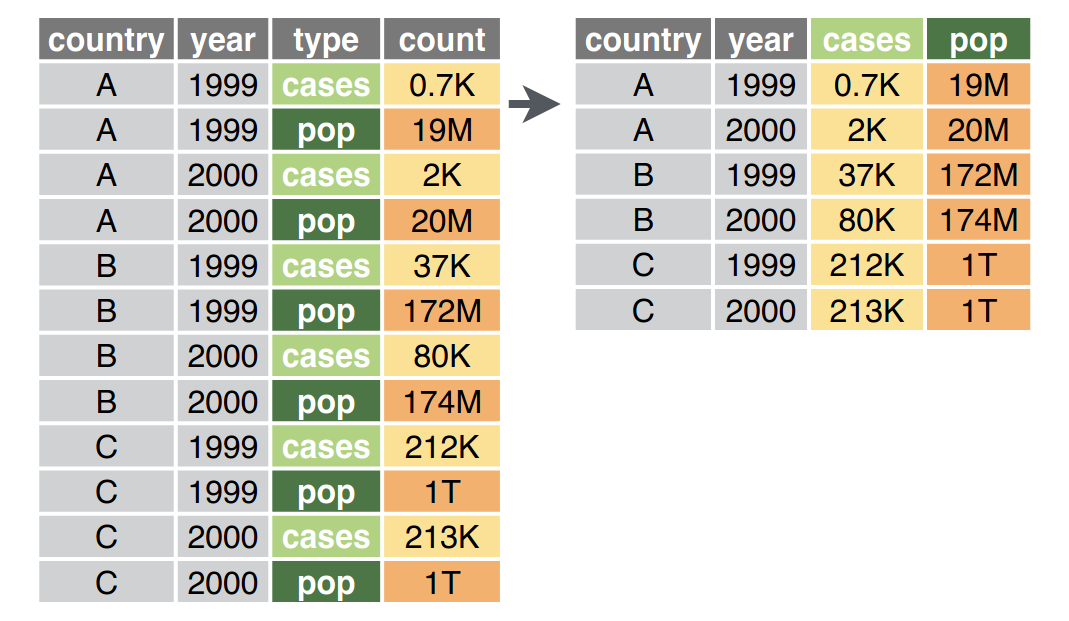 country year type count
A 1999 cases 0.7K
A 1999 pop 19M
A 2000 cases 2K
A 2000 pop 20M
B 1999 cases 37K
B 1999 pop 172M
B 2000 cases 80K
B 2000 pop 174M
C 1999 cases 212K
C 1999 pop 1T
C 2000 cases 213K
C 2000 pop 1T
country year cases pop
A 1999 0.7K 19M
A 2000 2K 20M
B 1999 37K 172M
B 2000 80K 174M
C 1999 212K 1T
C 2000 213K 1T